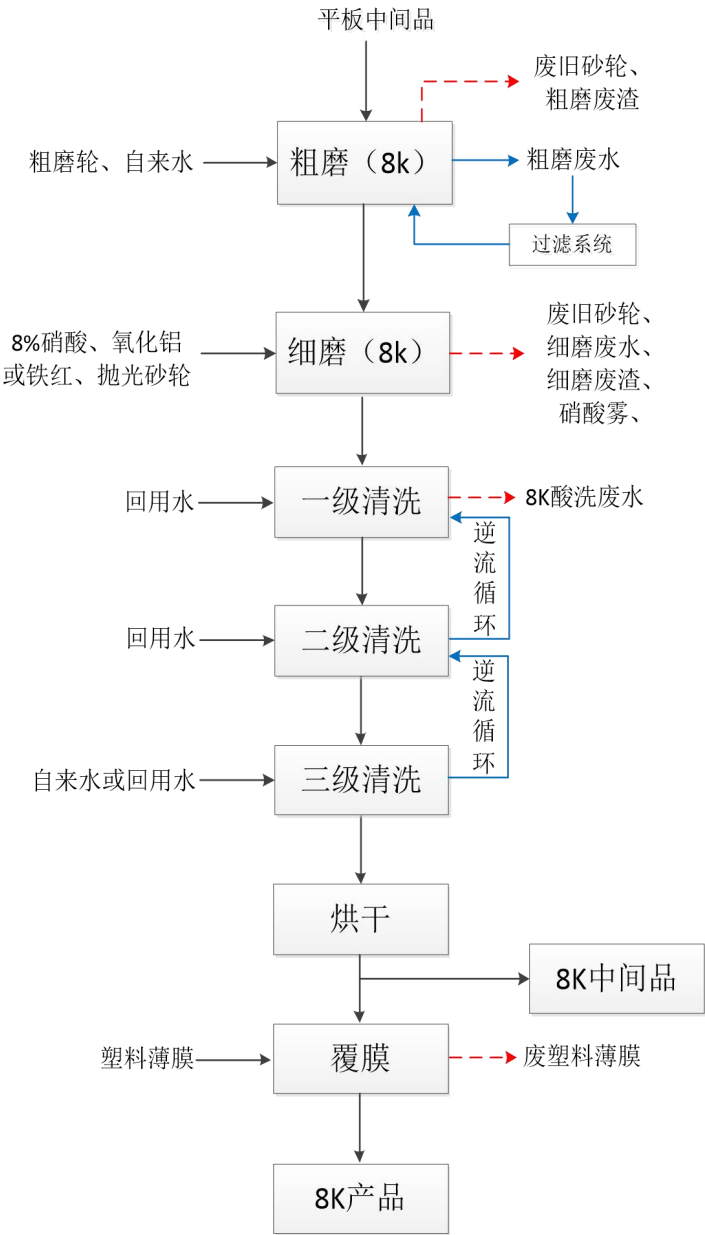 平板中间品
废旧砂轮、
粗磨废渣
粗磨轮、自来水
粗磨（8k）
粗磨废水
过滤系统
8%硝酸、氧化铝
或铁红、抛光砂轮
细磨（8k）
废旧砂轮、
细磨废水、
细磨废渣、
硝酸雾、
回用水
一级清洗
8K酸洗废水
逆
流
循
环
回用水
二级清洗
逆
流
循
环
自来水或回用水
三级清洗
烘干
8K中间品
塑料薄膜
覆膜
废塑料薄膜
8K产品